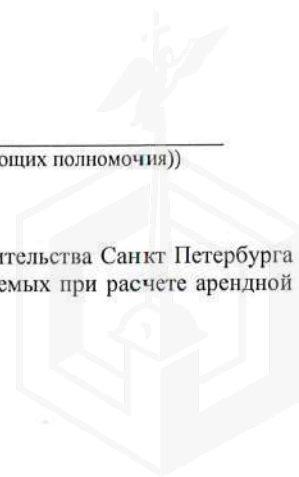 ющих полномочия))
ительства Санкт Петербурга
емых при расчете арендной